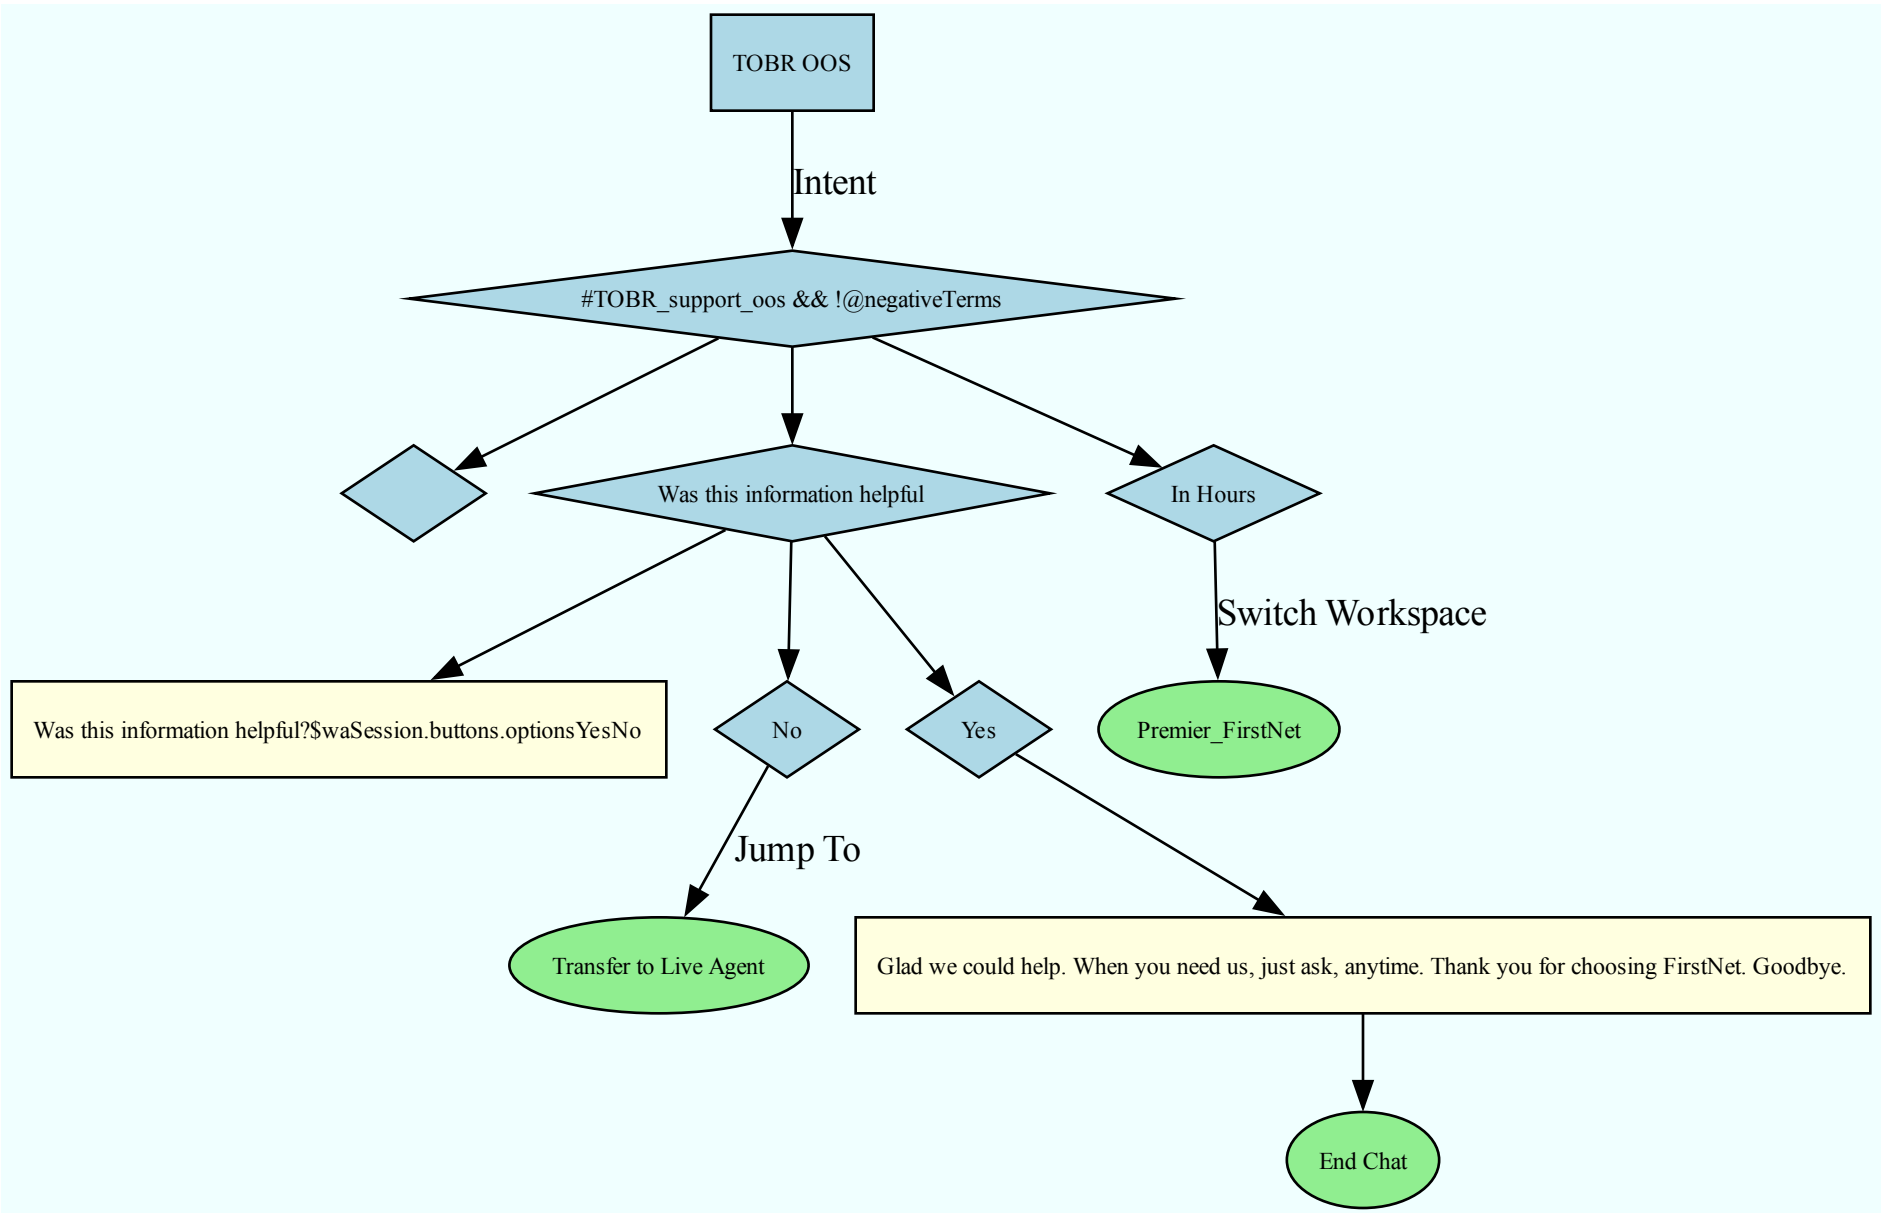 TOBR OOS
Intent
#TOBR_support_oos && !@negativeTerms
Was this information helpful
In Hours
Switch Workspace
Was this information helpful?$waSession.buttons.optionsYesNo
No
Yes
Premier_FirstNet
Jump To
Transfer to Live Agent
Glad we could help. When you need us, just ask, anytime. Thank you for choosing FirstNet. Goodbye.
End Chat